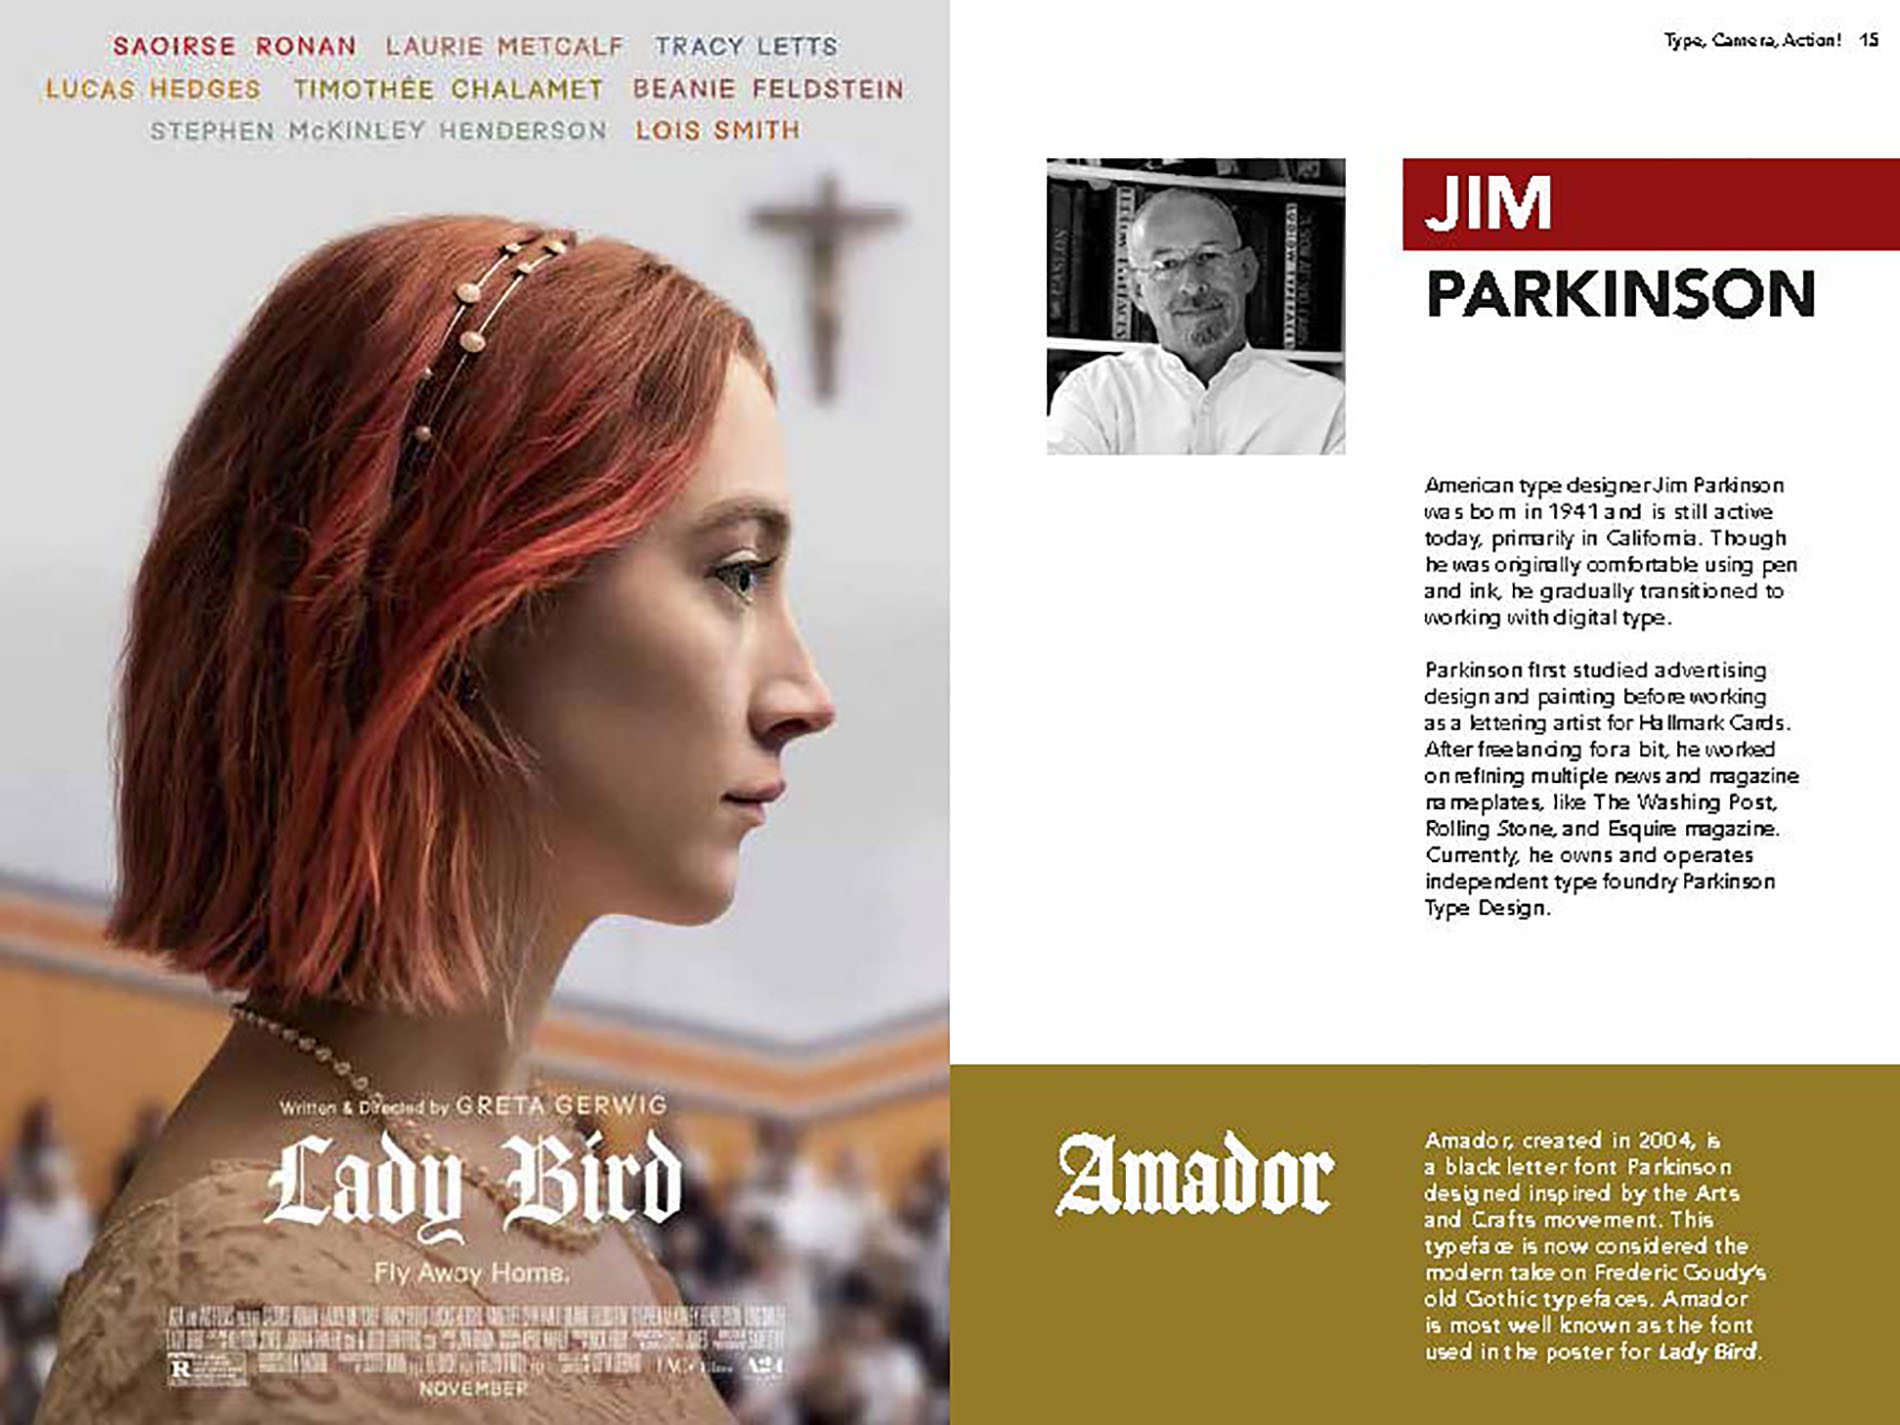 SAOIRSE RONAN LAURIE METCALF TRACY LETTS
LUCAS HEDGES TIMOTHÉE CHALAMET BEANIE FELDSTEIN
STEPHEN McKINLEY HENDERSON LOIS SMITH
Written & Directed by GRETA GERWIG
Lady Bird
Fly Away Home.
R
A24
NOVEMBER
Type, Camera, Action! 15
JIM
PARKINSON
American type designer Jim Parkinson
was born in 1941 and is still active
today, primarily in California. Though
he was originally comfortable using pen
and ink, he gradually transitioned to
working with digital type.
Parkinson first studied advertising
design and painting before working
as a lettering artist for Hallmark Cards.
After freelancing for a bit, he worked
on refining multiple news and magazine
nameplates, like The Washing Post,
Rolling Stone, and Esquire magazine.
Currently, he owns and operates
independent type foundry Parkinson
Type Design.
Amador
Amador, created in 2004, is
a black letter font Parkinson
designed inspired by the Arts
and Crafts movement. This
typeface is now considered the
modern take on Frederic Goudy's
old Gothic typefaces. Amador
is most well known as the font
used in the poster for Lady Bird.